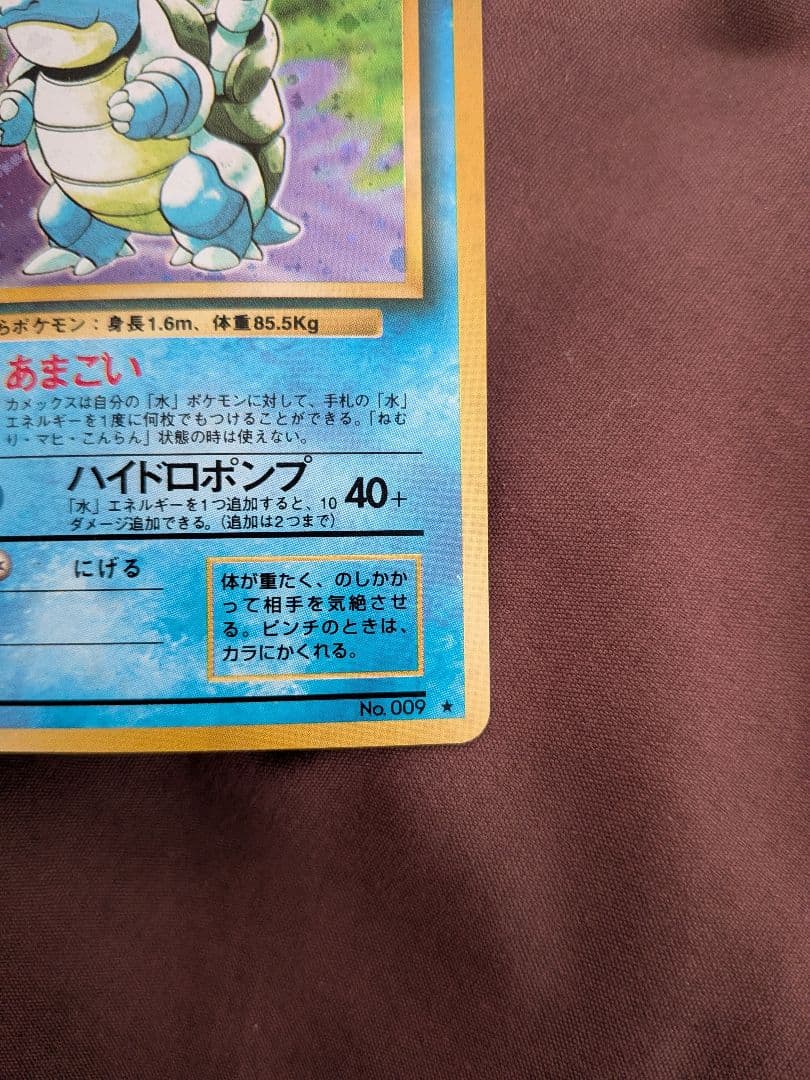 らポケモン：身長1.6m、体重85.5Kg
あまごい
カメックスは自分の「水」ポケモンに対して、手札の「水」
エネルギーを1度に何枚でもつけることができる。「ねむ
り・マヒ・こんらん」状態の時は使えない。
ハイドロポンプ 40+
「水」エネルギーを1つ追加すると、10
ダメージ追加できる。（追加は2つまで）
にげる
体が重たく、のしかか
って相手を気絶させ
る。ピンチのときは、
カラにかくれる。
No. 009 ★